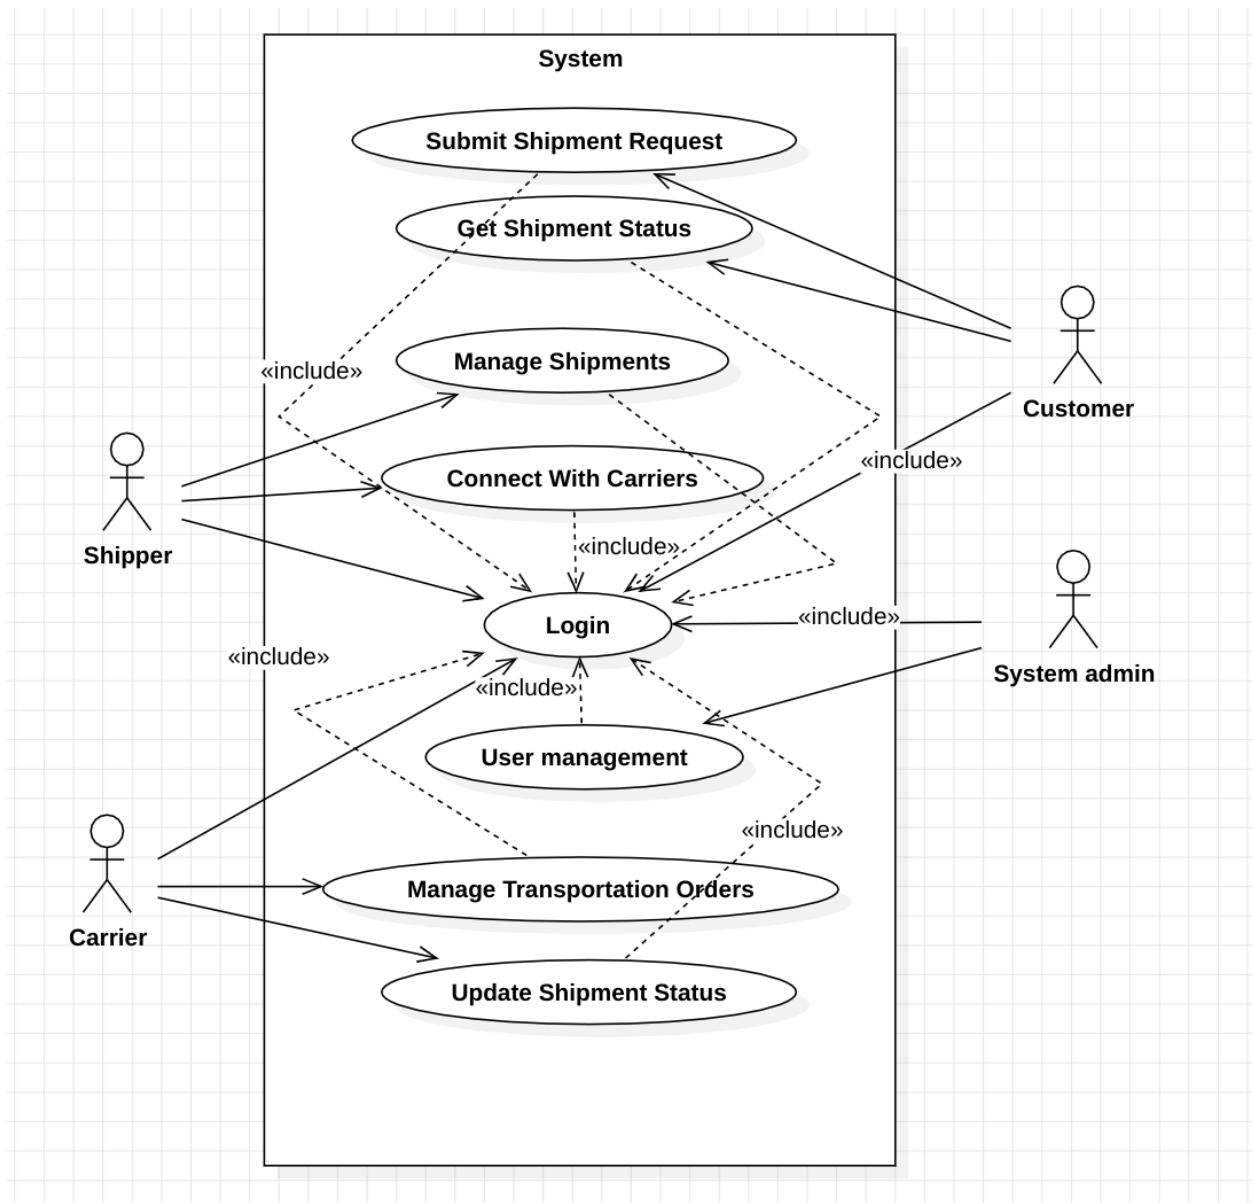 System
Submit Shipment Request
Get Shipment Status
Manage Shipments
«include»
Customer
«include»
Connect With Carriers
Shipper
«include»
«include»
Login
«include»
System admin
«include»
User management
«include»
Manage Transportation Orders
Carrier
Update Shipment Status